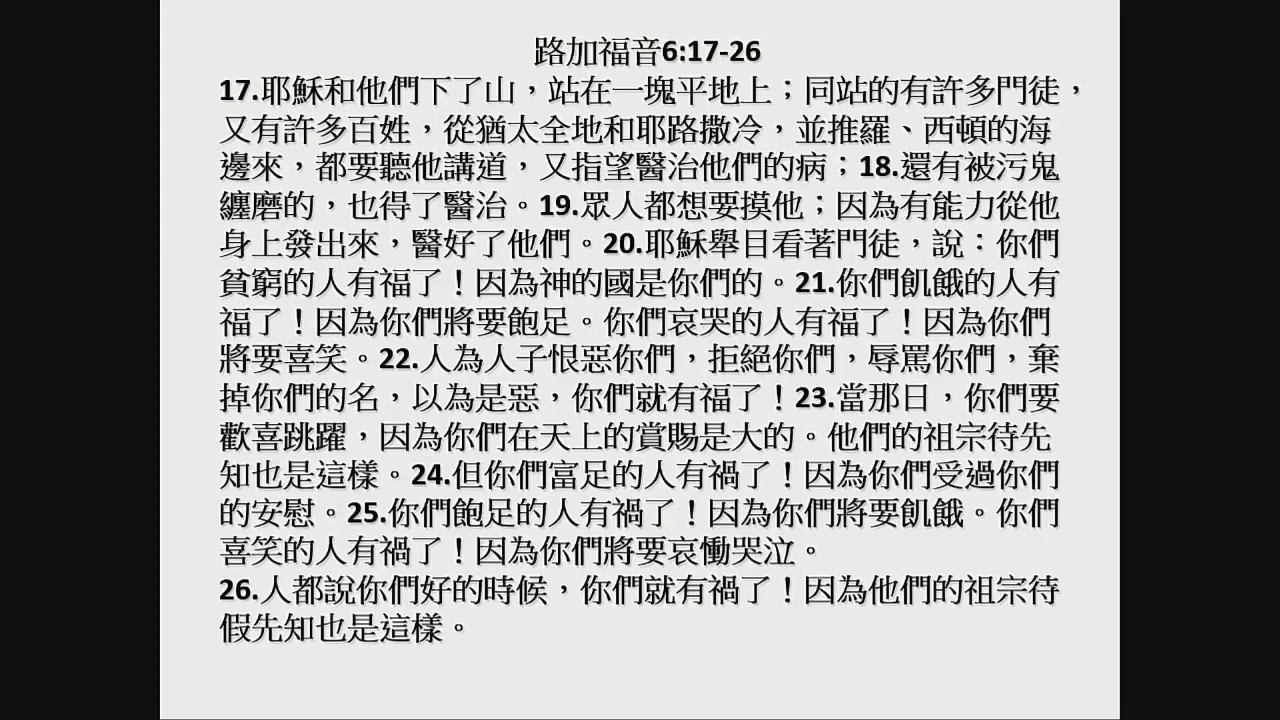 路加福音6:17-26
17.耶穌和他們下了山，站在一塊平地上；同站的有許多門徒，
又有許多百姓，從猶太全地和耶路撒冷，並推羅、西頓的海
邊來，都要聽他講道，又指望醫治他們的病；18.還有被污鬼
纏磨的，也得了醫治。19.眾人都想要摸他；因為有能力從他
身上發出來，醫好了他們。20.耶穌舉目看著門徒，說：你們
貧窮的人有福了！因為神的國是你們的。21.你們飢餓的人有
福了！因為你們將要飽足。你們哀哭的人有福了！因為你們
將要喜笑。22.人為人子恨惡你們，拒絕你們，辱罵你們，棄
掉你們的名，以為是惡，你們就有福了！23.當那日，你們要
歡喜跳躍，因為你們在天上的賞賜是大的。他們的祖宗待先
知也是這樣。24.但你們富足的人有禍了！因為你們受過你們
的安慰。25.你們飽足的人有禍了！因為你們將要飢餓。你們
喜笑的人有禍了！因為你們將要哀慟哭泣。
26.人都說你們好的時候，你們就有禍了！因為他們的祖宗待
假先知也是這樣。